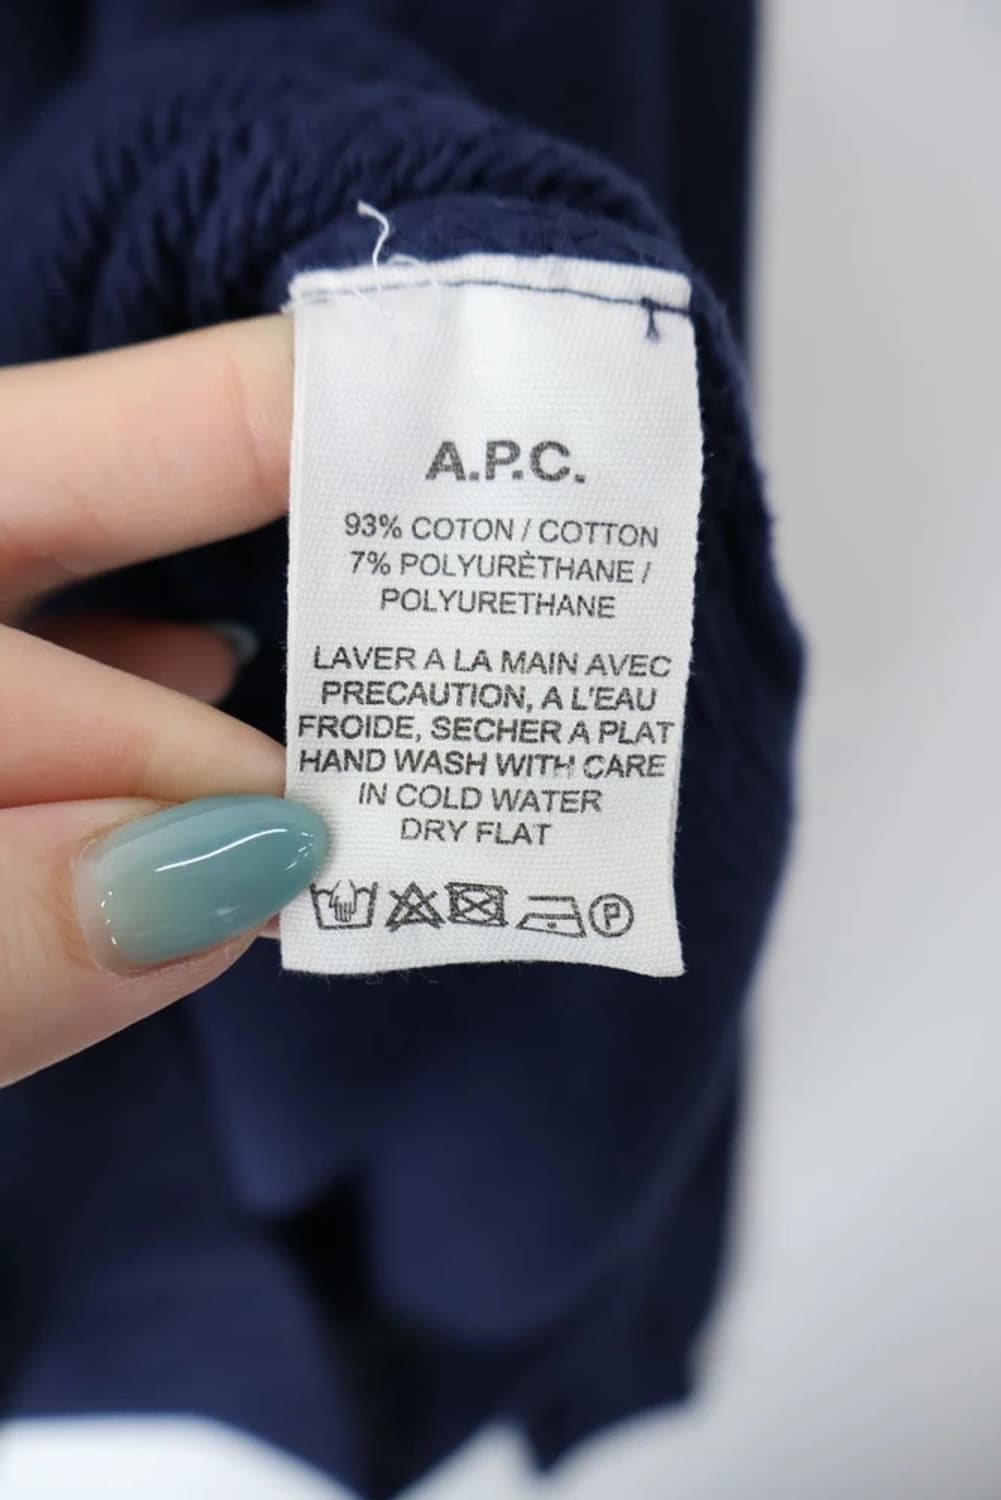 A.P.C.
93% COTON / COTTON
7% POLYURÈTHANE /
POLYURETHANE
LAVER A LA MAIN AVEC
PRECAUTION, A L'EAU
FROIDE, SECHER A PLAT
HAND WASH WITH CARE
IN COLD WATER
DRY FLAT
P